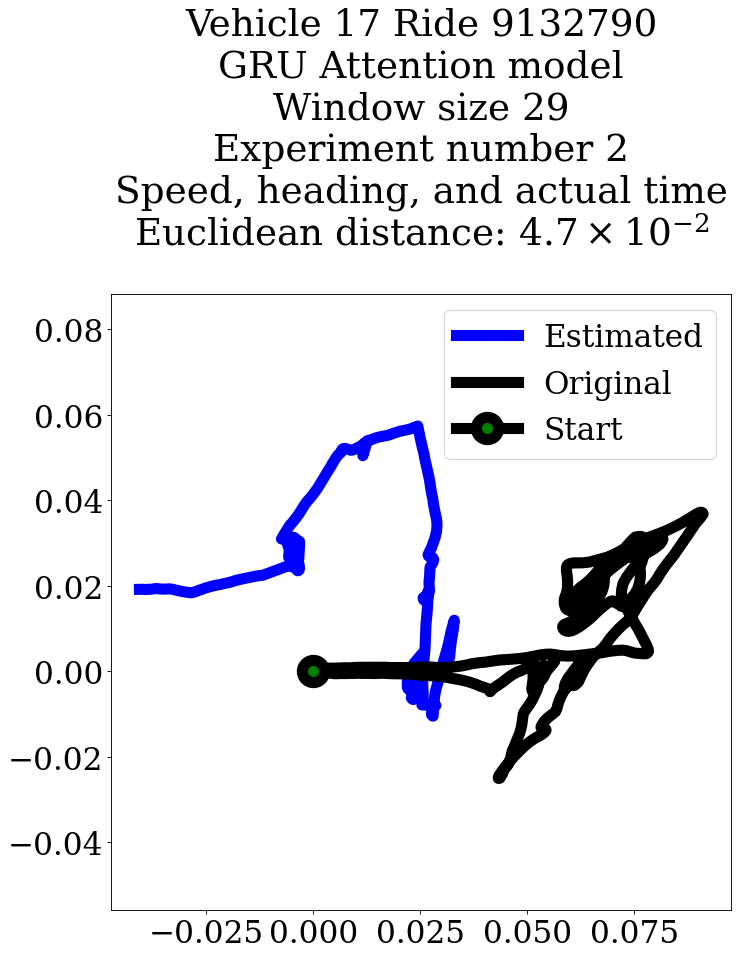 Vehicle 17 Ride 9132790
GRU Attention model
Window size 29
Experiment number 2
Speed, heading, and actual time
Euclidean distance: 4.7 × 10⁻²
Estimated
Original
Start
0.08
0.06
0.04
0.02
0.00
−0.02
−0.04
−0.025 0.000 0.025 0.050 0.075